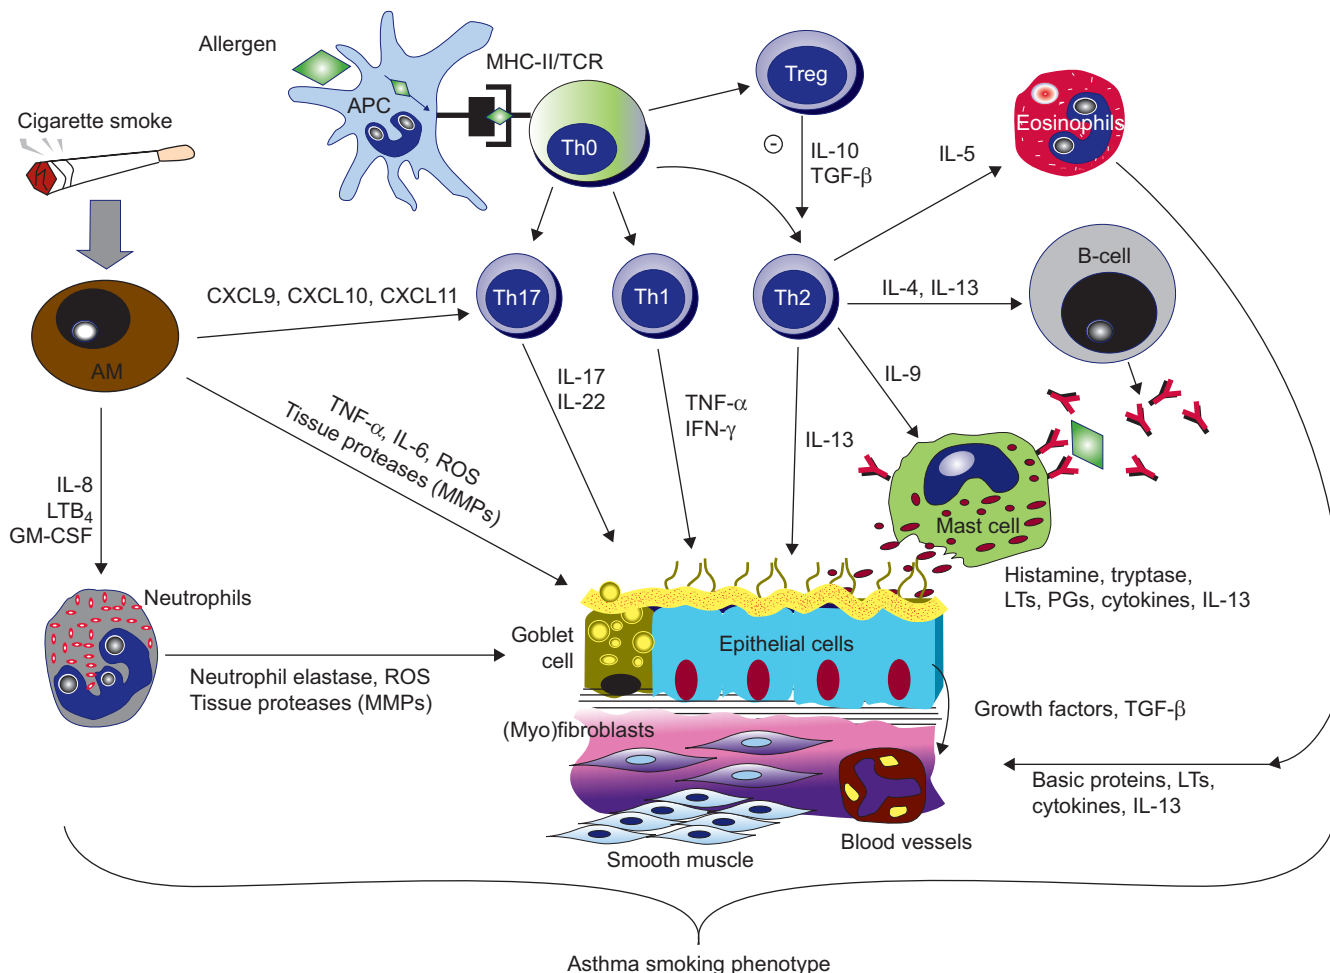 Allergen
MHC-II/TCR
APC
Treg
Eosinophils
Cigarette smoke
Th0
IL-10
TGF-β
IL-5
-
B-cell
CXCL9, CXCL10, CXCL11
Th17
Th1
Th2
IL-4, IL-13
AM
IL-17
IL-22
TNF-α
IFN-γ
IL-9
IL-13
TNF-α, IL-6, ROS
Tissue proteases (MMPs)
IL-8
LTB4
GM-CSF
Mast cell
Histamine, tryptase,
LTs, PGs, cytokines, IL-13
Neutrophils
Goblet
cell
Epithelial cells
Neutrophil elastase, ROS
Tissue proteases (MMPs)
Growth factors, TGF-β
(Myo)fibroblasts
Basic proteins, LTs,
cytokines, IL-13
Blood vessels
Smooth muscle
Asthma smoking phenotype